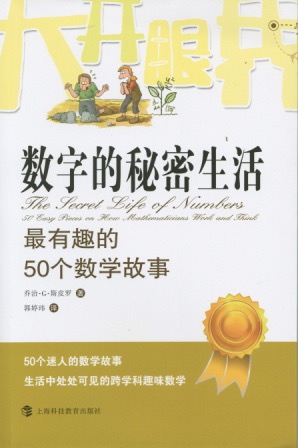 大开眼界
数字的秘密生活
The Secret Life of Numbers
50 Easy Pieces on How Mathematicians Work and Think
最有趣的
50个数学故事
乔治·G·斯皮罗 著
郭婷玮 译
50个迷人的数学故事
生活中处处可见的跨学科趣味数学
上海科技教育出版社